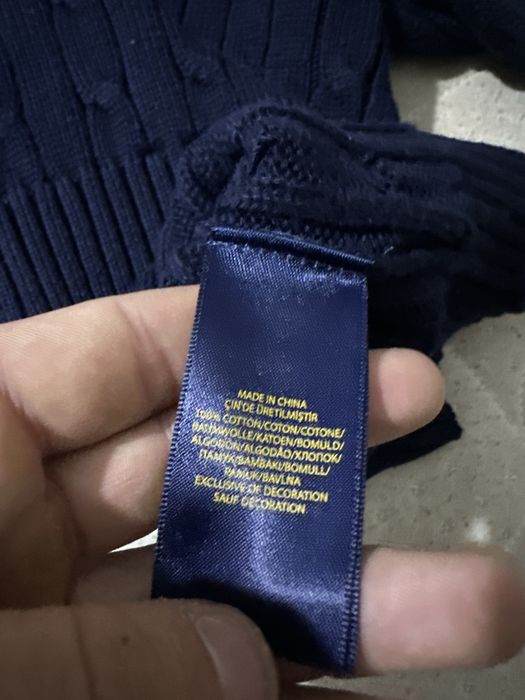 MADE IN CHINA
ÇİN'DE ÜRETİLMİŞTİR
100% COTTON/COTON/COTONE/
BAUMWOLLE/KATOEN/BOMULD/
ALGODÓN/ALGODÃO/ХЛОПОК/
ПАМУК/BAMBAKI/BOMULL/
PAMUK/BAVLNA
EXCLUSIVE OF DECORATION
SAUF DÉCORATION